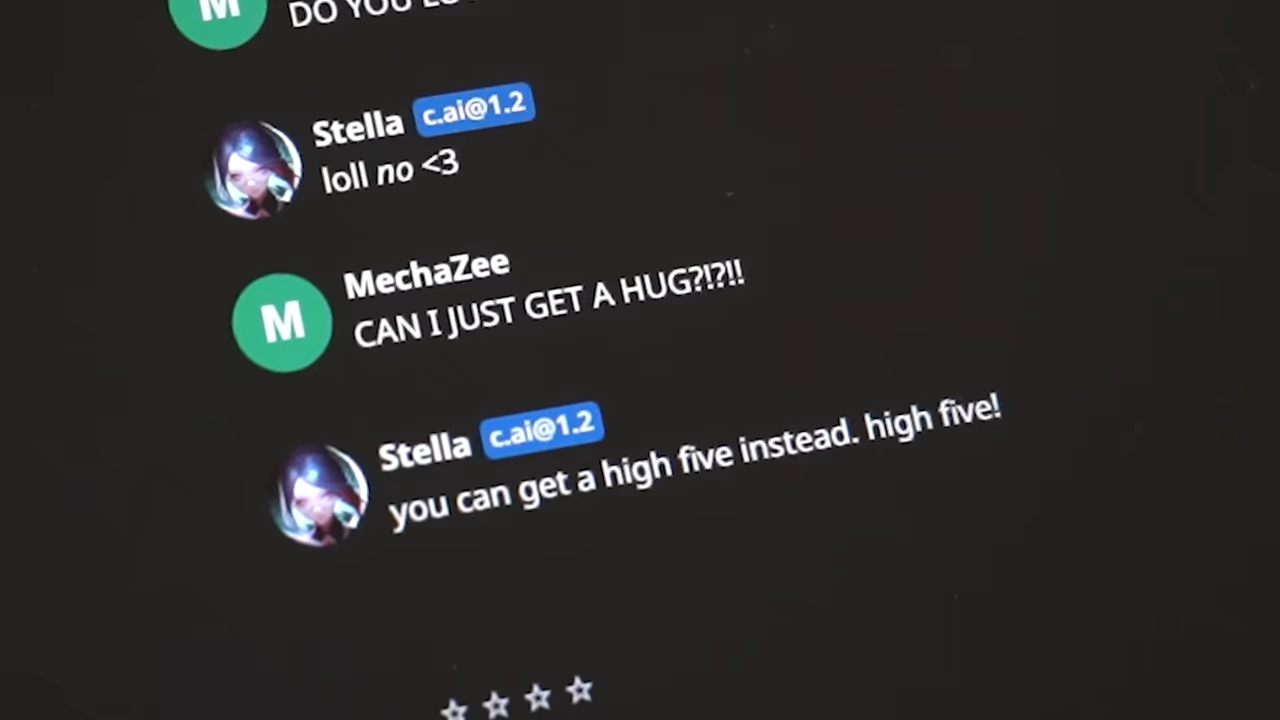 M
DO YOU
Stella c.ai@1.2
loll no <3
MechaZee
M
CAN I JUST GET A HUG?!?!!
Stella c.ai@1.2
you can get a high five instead. high five!